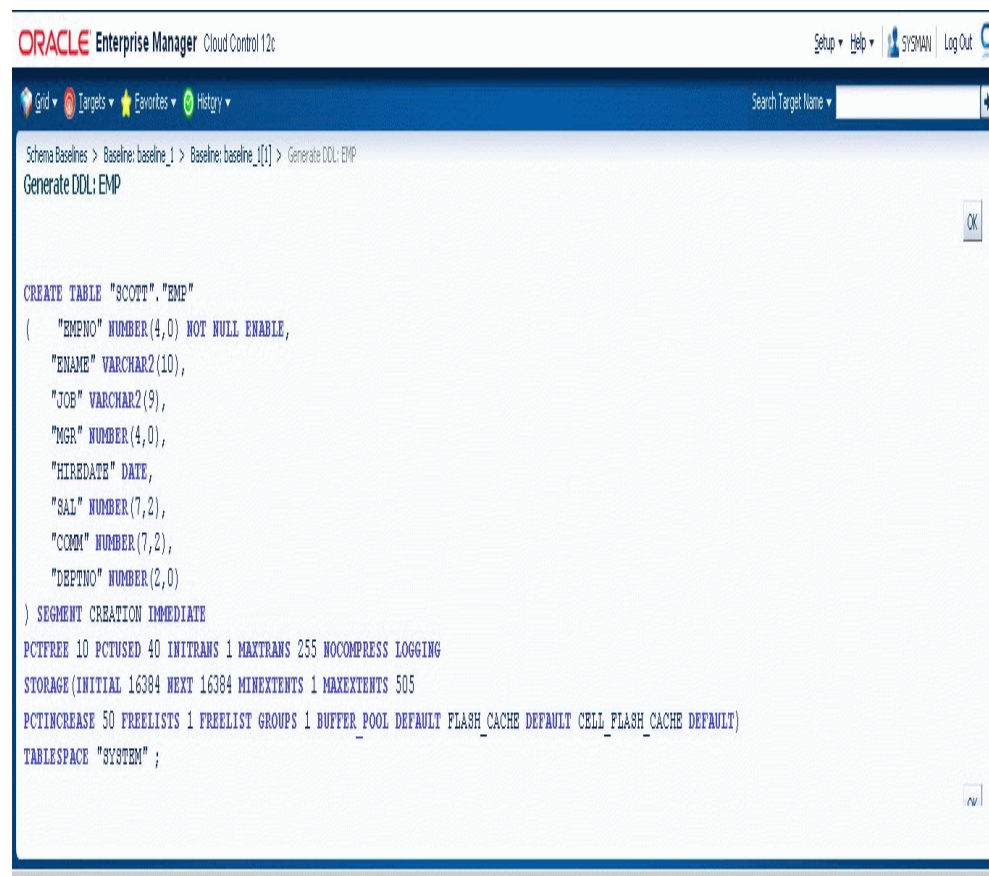 ORACLE Enterprise Manager Cloud Control 12c
Setup Help SYSMAN Log Out
Grid Targets Favorites History
Search Target Name
Schema Baselines > Baseline: baseline_1 > Baseline: baseline_1[1] > Generate DDL: EMP
Generate DDL: EMP
OK
CREATE TABLE "SCOTT"."EMP"
( "EMPNO" NUMBER(4,0) NOT NULL ENABLE,
"ENAME" VARCHAR2(10),
"JOB" VARCHAR2(9),
"MGR" NUMBER(4,0),
"HIREDATE" DATE,
"SAL" NUMBER(7,2),
"COMM" NUMBER(7,2),
"DEPTNO" NUMBER(2,0)
) SEGMENT CREATION IMMEDIATE
PCTFREE 10 PCTUSED 40 INITRANS 1 MAXTRANS 255 NOCOMPRESS LOGGING
STORAGE(INITIAL 16384 NEXT 16384 MINEXTENTS 1 MAXEXTENTS 505
PCTINCREASE 50 FREELISTS 1 FREELIST GROUPS 1 BUFFER_POOL DEFAULT FLASH_CACHE DEFAULT CELL_FLASH_CACHE DEFAULT)
TABLESPACE "SYSTEM" ;
OK